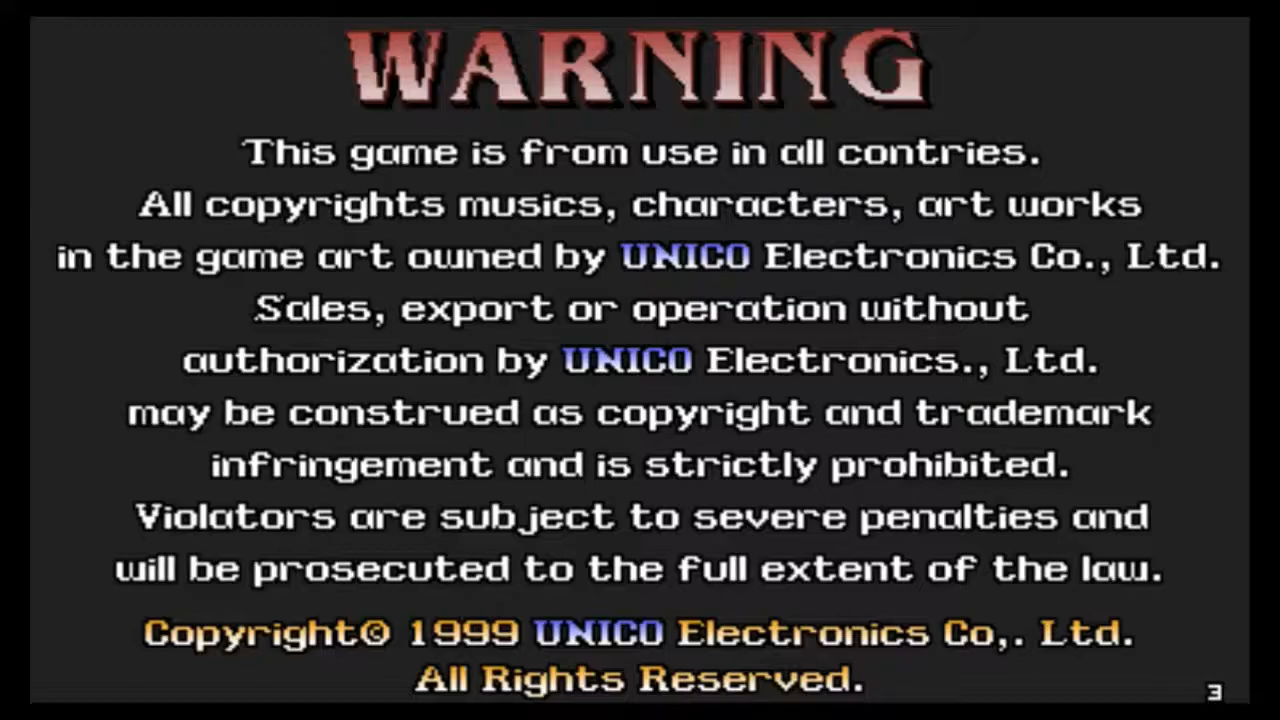 WARNING
This game is from use in all contries.
All copyrights musics, characters, art works
in the game art owned by UNICO Electronics Co., Ltd.
Sales, export or operation without
authorization by UNICO Electronics., Ltd.
may be construed as copyright and trademark
infringement and is strictly prohibited.
Violators are subject to severe penalties and
will be prosecuted to the full extent of the law.
Copyright© 1999 UNICO Electronics Co,. Ltd.
All Rights Reserved.
3